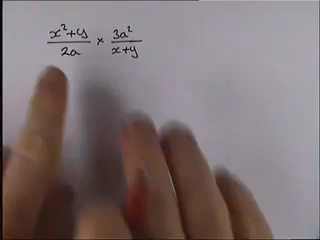 (x² + y)/(2a) × (3a²)/(x + y)